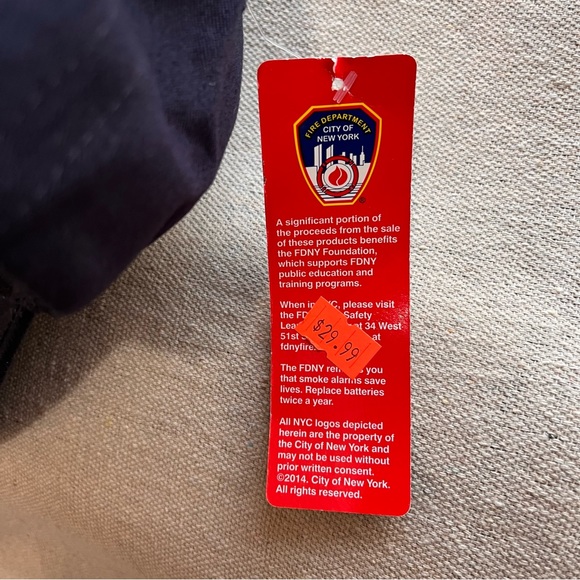 FIRE DEPARTMENT
CITY OF
NEW YORK
®
A significant portion of
the proceeds from the sale
of these products benefits
the FDNY Foundation,
which supports FDNY
public education and
training programs.
When in please visit
the Safety
at 34 West
51st at
$29.99
The FDNY you
that smoke alarms save
lives. Replace batteries
twice a year.
All NYC logos depicted
herein are the property of
the City of New York and
may not be used without
prior written consent.
©2014. City of New York.
All rights reserved.